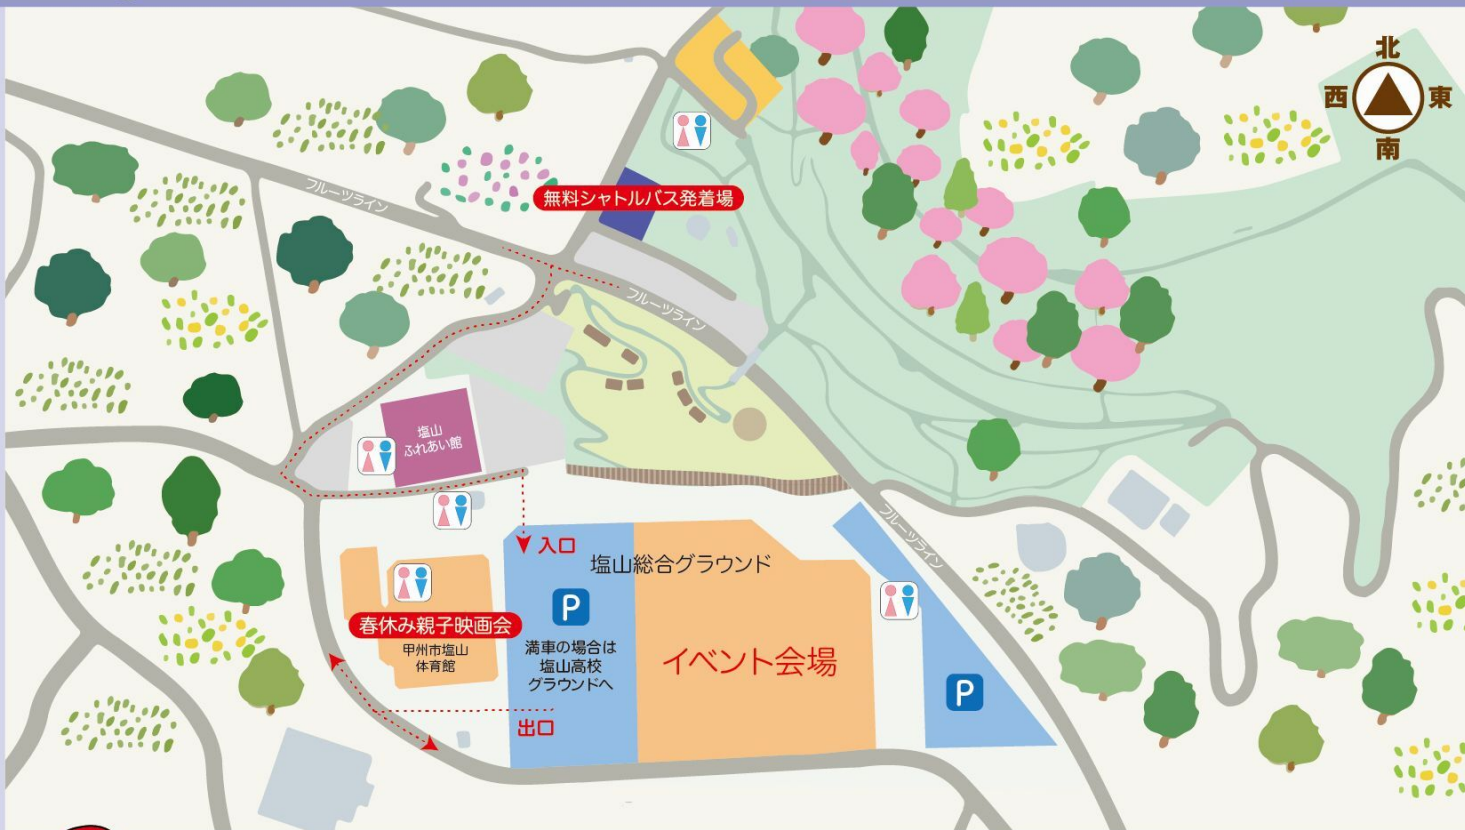 北
西
東
南
フルーツライン
無料シャトルバス発着場
フルーツライン
塩山
ふれあい館
フルーツライン
入口
塩山総合グラウンド
P
春休み親子映画会
甲州市塩山
体育館
満車の場合は
塩山高校
グラウンドへ
イベント会場
P
出口